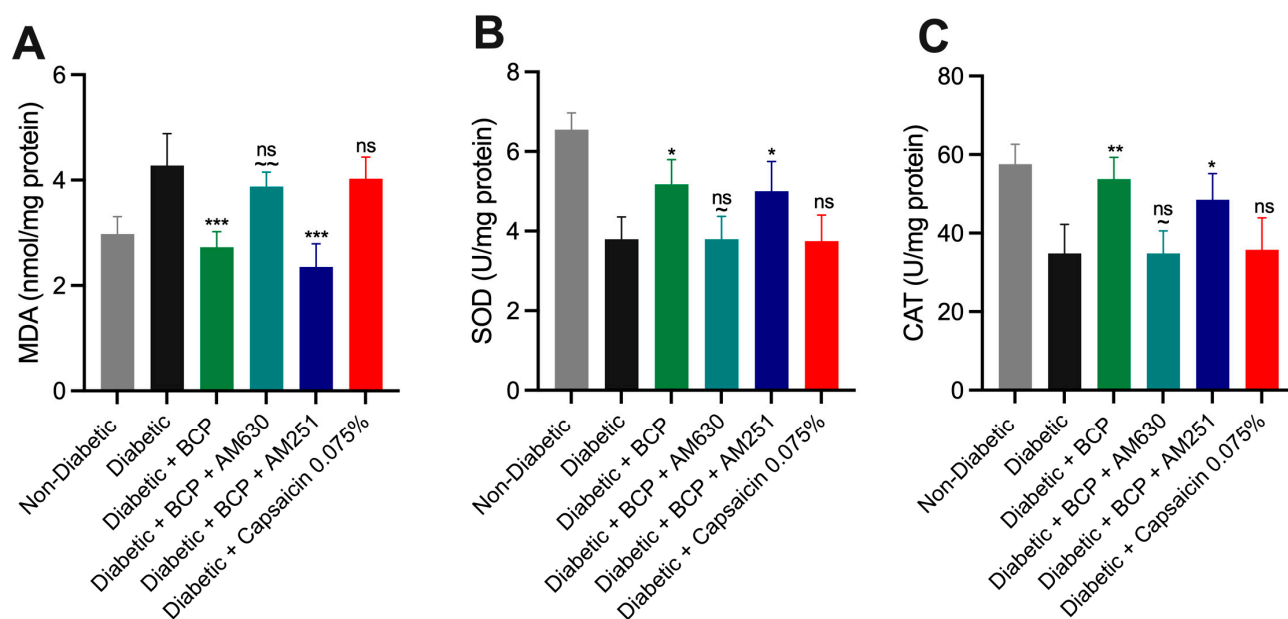 A
MDA (nmol/mg protein)
6
4
2
0
***
ns
~~
***
ns
Non-Diabetic
Diabetic
Diabetic + BCP
Diabetic + BCP + AM630
Diabetic + BCP + AM251
Diabetic + Capsaicin 0.075%
B
SOD (U/mg protein)
8
6
4
2
0
*
ns
~
*
ns
Non-Diabetic
Diabetic
Diabetic + BCP
Diabetic + BCP + AM630
Diabetic + BCP + AM251
Diabetic + Capsaicin 0.075%
C
CAT (U/mg protein)
80
60
40
20
0
**
ns
~
*
ns
Non-Diabetic
Diabetic
Diabetic + BCP
Diabetic + BCP + AM630
Diabetic + BCP + AM251
Diabetic + Capsaicin 0.075%